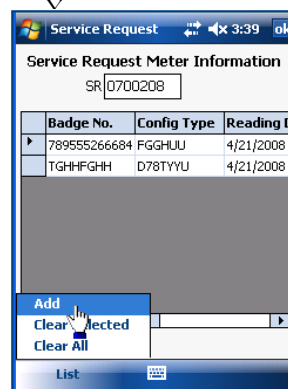 Service Request 3:39 ok
Service Request Meter Information
SR 0700208
Badge No. Config Type Reading D
789555266684 FGGHUU 4/21/2008
TGHHFGHH D78TYYU 4/21/2008
Add
Clear lected
Clear All
List